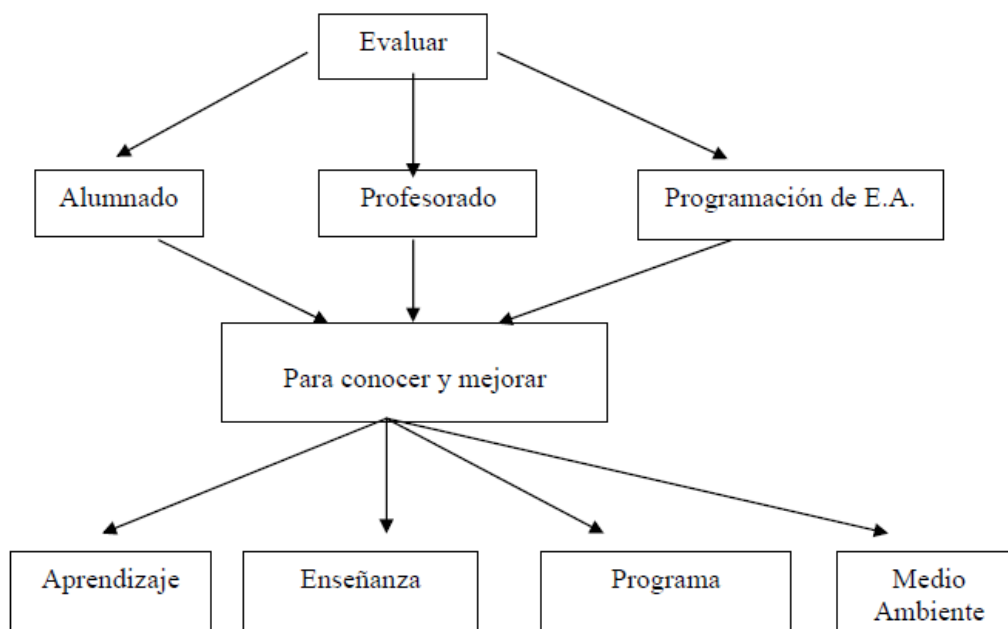 Evaluar
Alumnado
Profesorado
Programación de E.A.
Para conocer y mejorar
Aprendizaje
Enseñanza
Programa
Medio
Ambiente